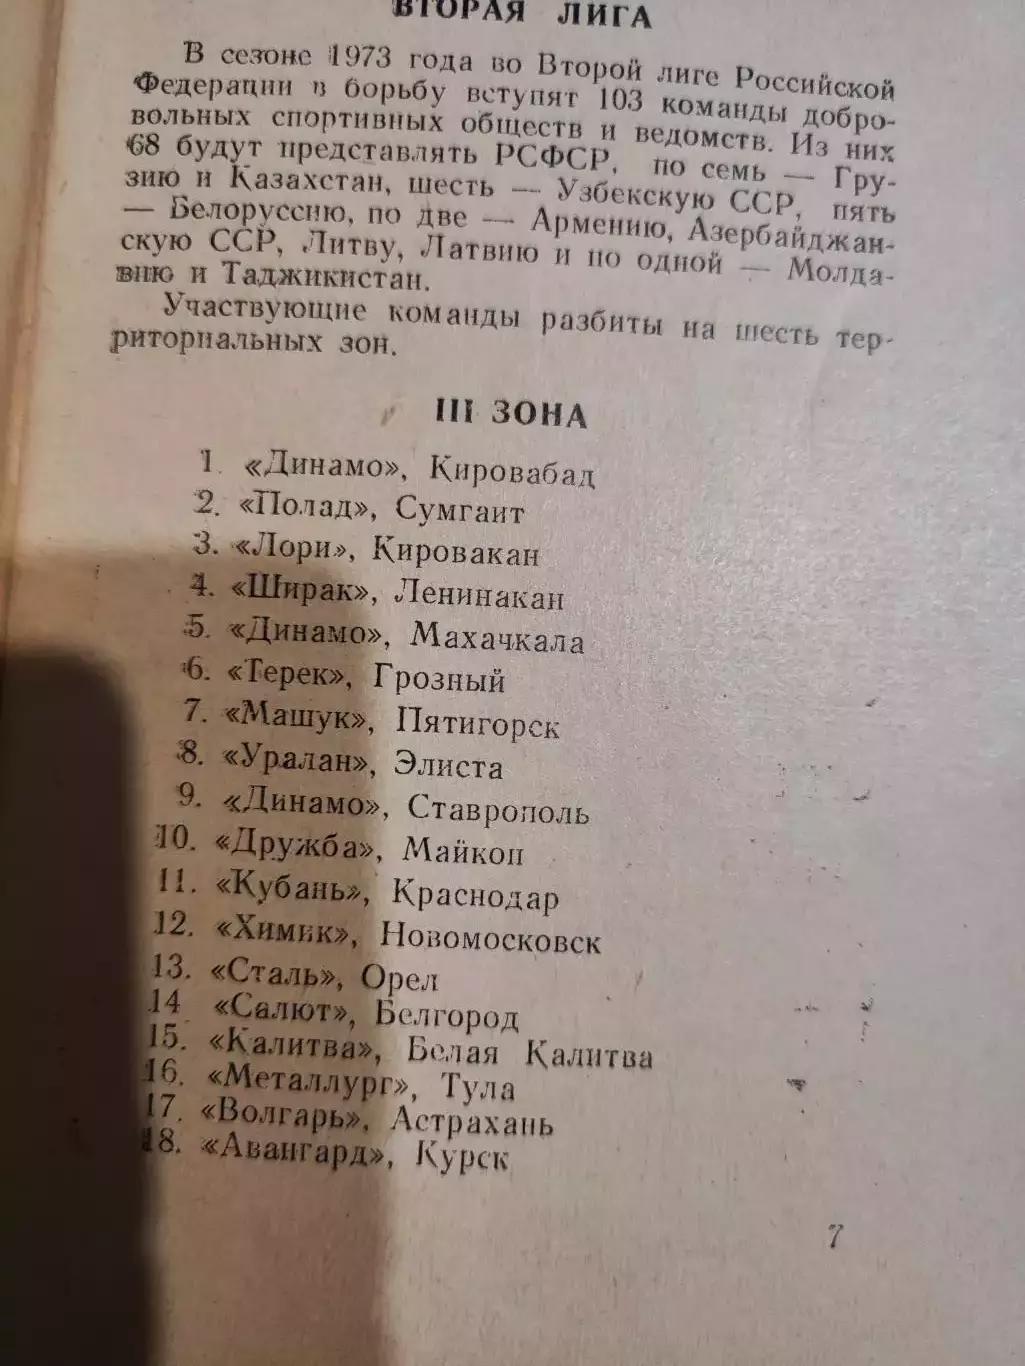 ВТОРАЯ ЛИГА
В сезоне 1973 года во Второй лиге Российской
Федерации в борьбу вступят 103 команды добро-
вольных спортивных обществ и ведомств. Из них
68 будут представлять РСФСР, по семь — Гру-
зию и Казахстан, шесть — Узбекскую ССР, пять
— Белоруссию, по две — Армению, Азербайджан-
скую ССР, Литву, Латвию и по одной — Молда-
вию и Таджикистан.
Участвующие команды разбиты на шесть тер-
риториальных зон.
III ЗОНА
1. «Динамо», Кировабад
2. «Полад», Сумгаит
3. «Лори», Кировакан
4. «Ширак», Ленинакан
5. «Динамо», Махачкала
6. «Терек», Грозный
7. «Машук», Пятигорск
8. «Уралан», Элиста
9. «Динамо», Ставрополь
10. «Дружба», Майкоп
11. «Кубань», Краснодар
12. «Химик», Новомосковск
13. «Сталь», Орел
14 «Салют», Белгород
15. «Калитва», Белая Калитва
16. «Металлург», Тула
17. «Волгарь», Астрахань
18. «Авангард», Курск
7